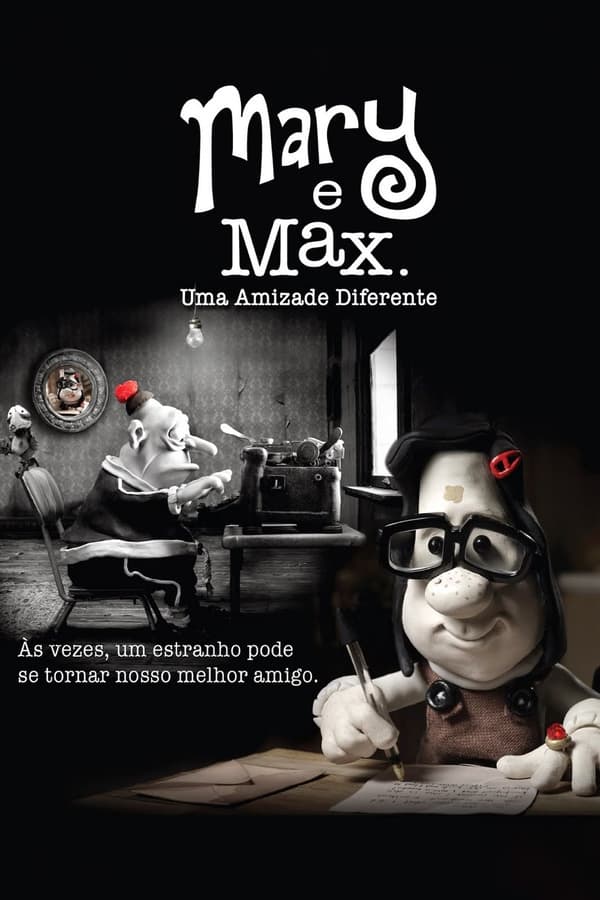 Mary
e
Max.
Uma Amizade Diferente
Às vezes, um estranho pode
se tornar nosso melhor amigo.